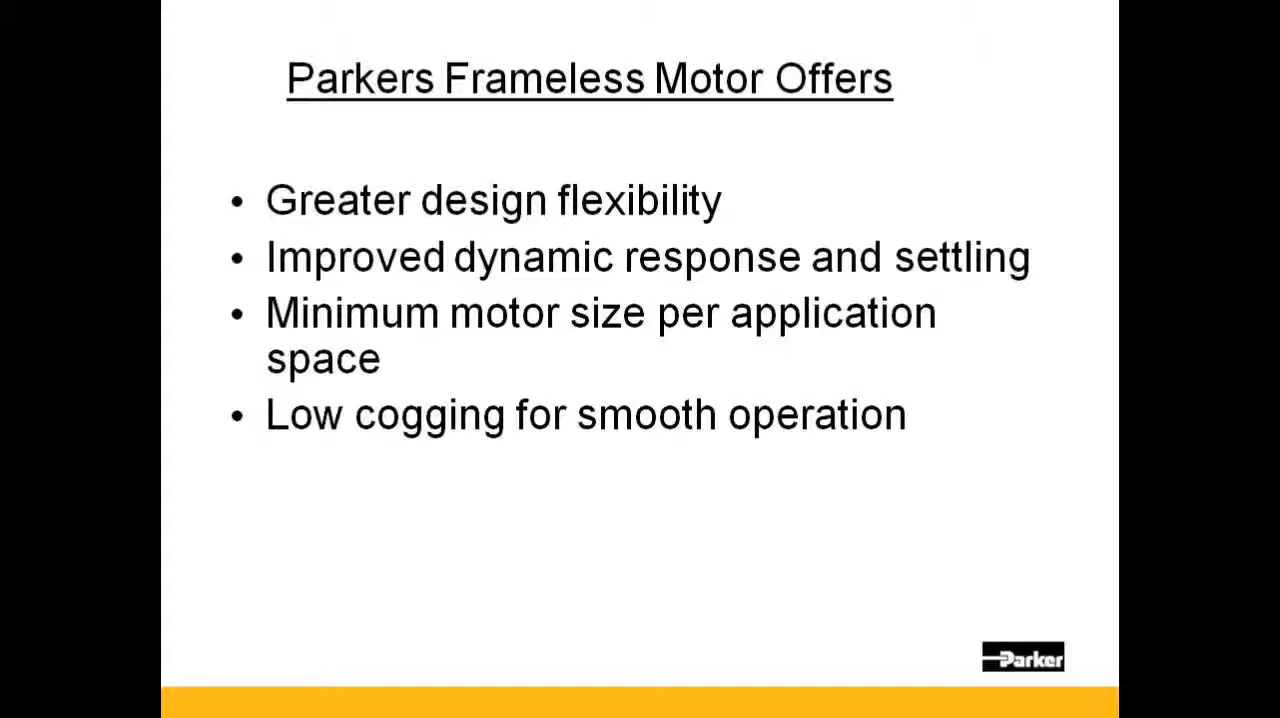 Parkers Frameless Motor Offers
• Greater design flexibility
• Improved dynamic response and settling
• Minimum motor size per application
space
• Low cogging for smooth operation
Parker